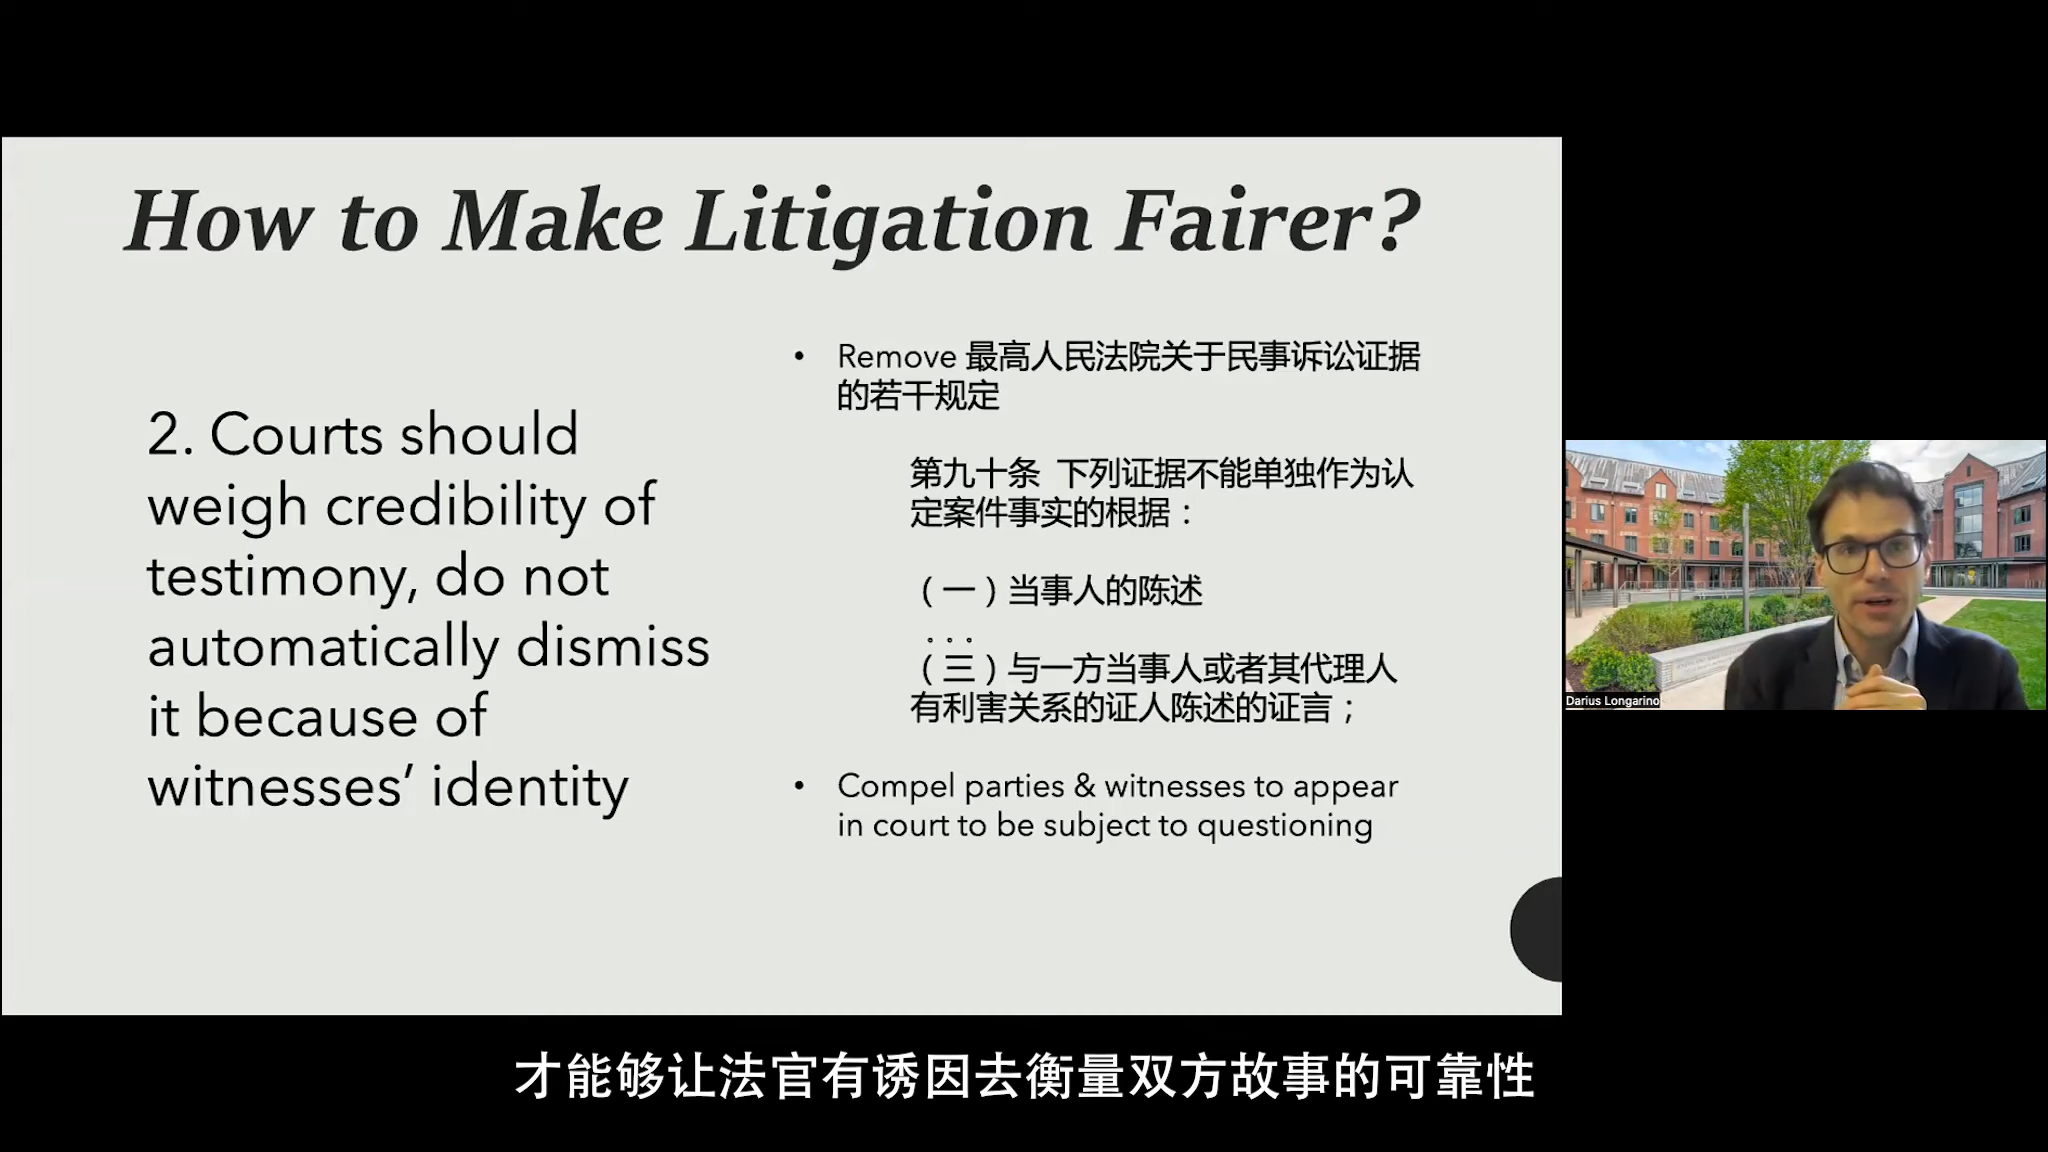 How to Make Litigation Fairer?
2. Courts should
weigh credibility of
testimony, do not
automatically dismiss
it because of
witnesses’ identity
• Remove 最高人民法院关于民事诉讼证据
的若干规定
第九十条 下列证据不能单独作为认
定案件事实的根据：
（一）当事人的陈述
. . .
（三）与一方当事人或者其代理人
有利害关系的证人陈述的证言；
• Compel parties & witnesses to appear
in court to be subject to questioning
Darius Longarino
才能够让法官有诱因去衡量双方故事的可靠性